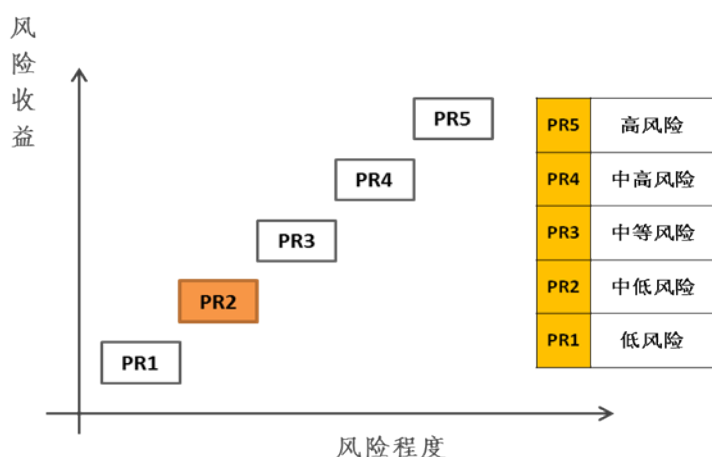 风险收益
PR5
PR4
PR3
PR2
PR1
风险程度
PR5 高风险
PR4 中高风险
PR3 中等风险
PR2 中低风险
PR1 低风险